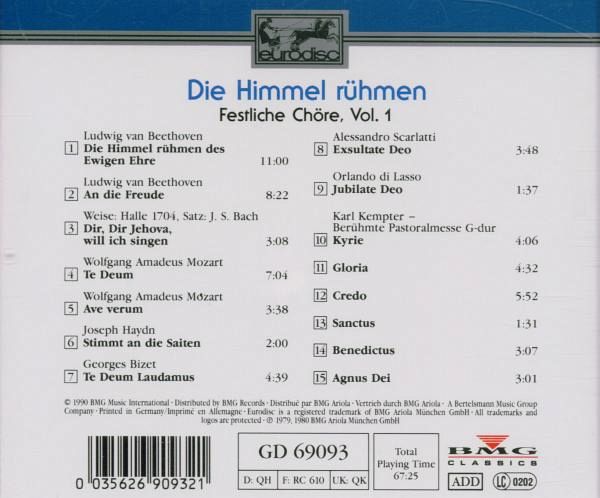 eurodisc
Die Himmel rühmen
Festliche Chöre, Vol. 1
Ludwig van Beethoven
1 Die Himmel rühmen des
Ewigen Ehre 11:00
Ludwig van Beethoven
2 An die Freude 8:22
Weise: Halle 1704, Satz: J. S. Bach
3 Dir, Dir Jehova,
will ich singen 3:08
Wolfgang Amadeus Mozart
4 Te Deum 7:04
Wolfgang Amadeus Mozart
5 Ave verum 3:38
Joseph Haydn
6 Stimmt an die Saiten 2:00
Georges Bizet
7 Te Deum Laudamus 4:39
Alessandro Scarlatti
8 Exsultate Deo 3:48
Orlando di Lasso
9 Jubilate Deo 1:37
Karl Kempter –
Berühmte Pastoralmesse G-dur
10 Kyrie 4:06
11 Gloria 4:32
12 Credo 5:52
13 Sanctus 1:31
14 Benedictus 3:07
15 Agnus Dei 3:01
© 1990 BMG Music International · Distributed by BMG Records · Distribué par BMG Ariola · Vertrieb durch BMG Ariola · A Bertelsmann Music Group
Company · Printed in Germany/Imprimé en Allemagne · Eurodisc is a registered trademark of BMG Ariola München GmbH · All trademarks and
logos are protected · ℗ 1979, 1980 BMG Ariola München GmbH
0 035626 909321
GD 69093
D: QH F: RC 610 UK: QK
Total
Playing Time
67:25
BMG
CLASSICS
ADD LC 0202